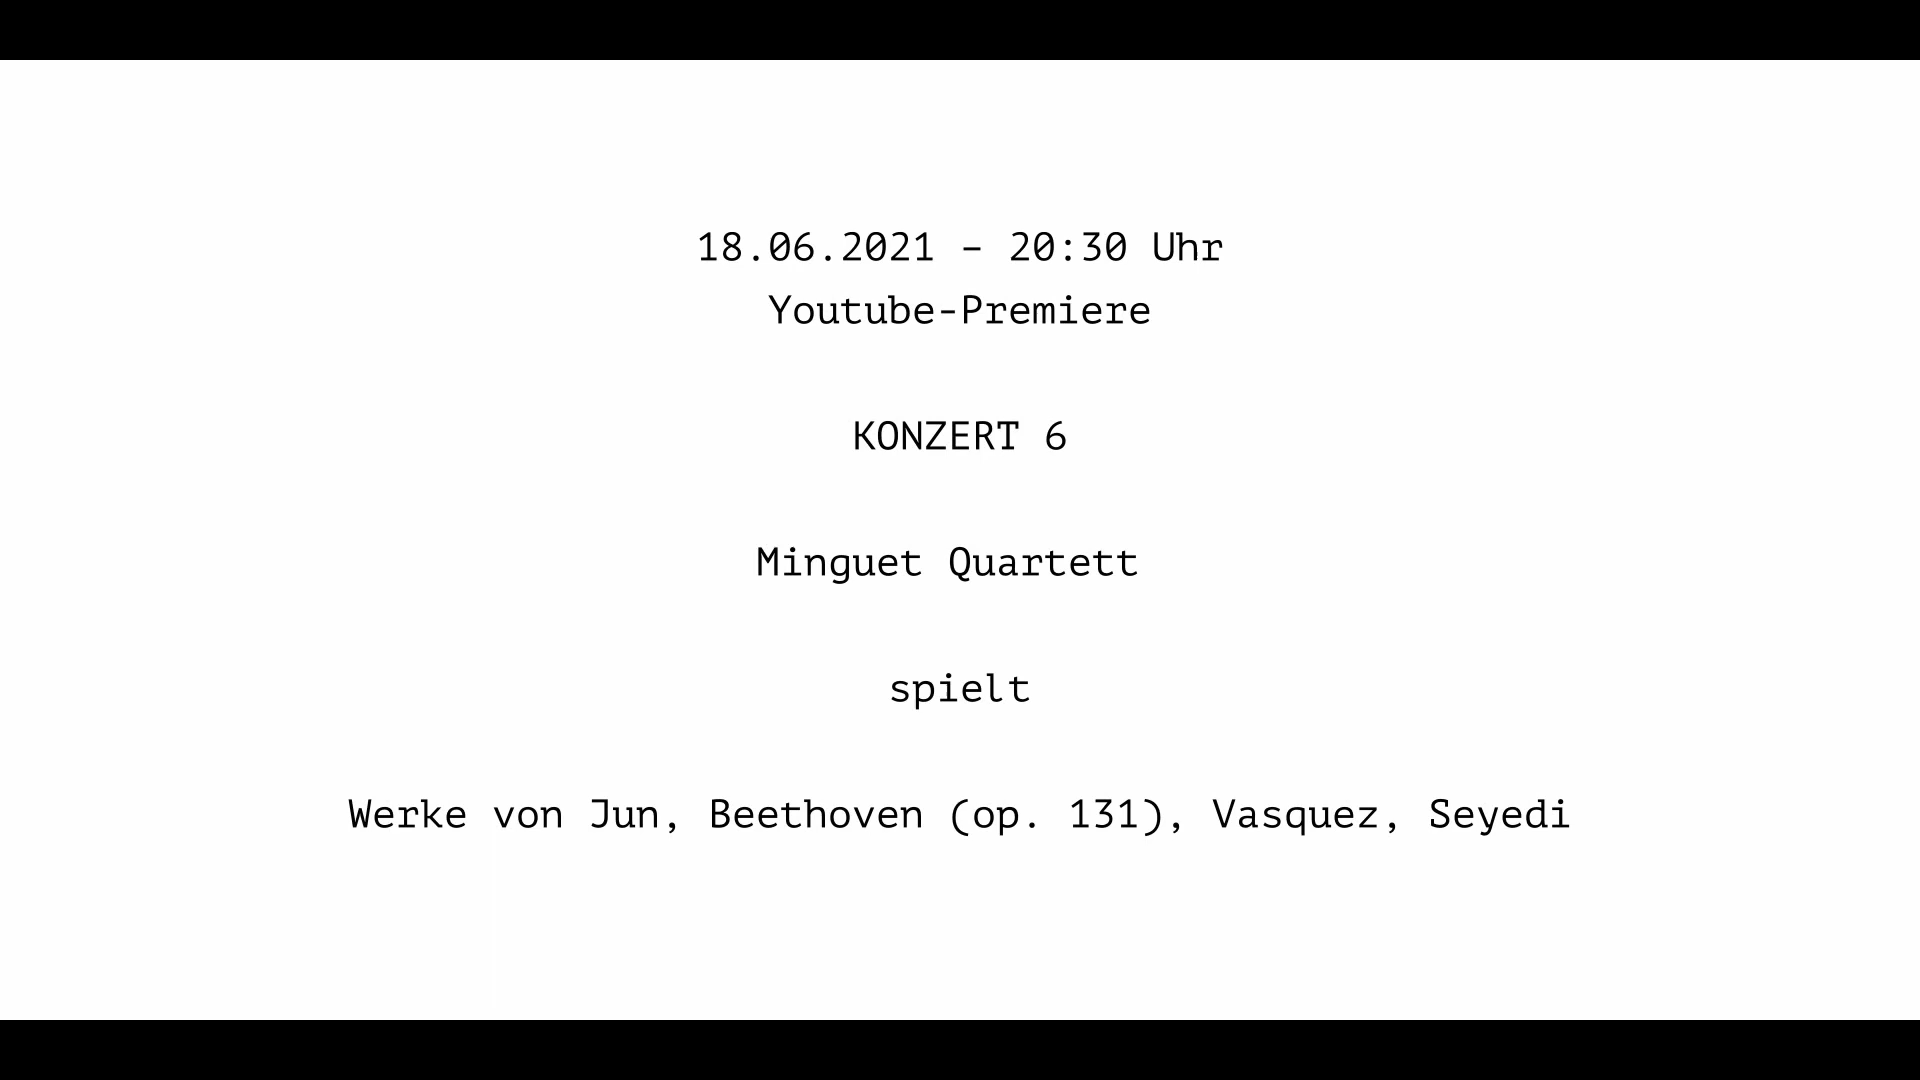 18.06.2021 – 20:30 Uhr
Youtube-Premiere
KONZERT 6
Minguet Quartett
spielt
Werke von Jun, Beethoven (op. 131), Vasquez, Seyedi